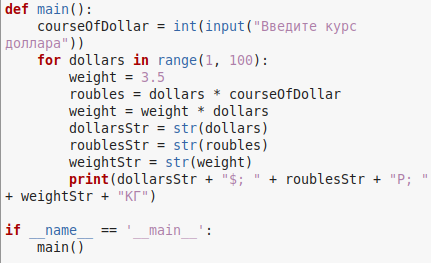 def main():
    courseOfDollar = int(input("Введите курс
доллара"))
    for dollars in range(1, 100):
        weight = 3.5
        roubles = dollars * courseOfDollar
        weight = weight * dollars
        dollarsStr = str(dollars)
        roublesStr = str(roubles)
        weightStr = str(weight)
        print(dollarsStr + "$; " + roublesStr + "Р; "
+ weightStr + "КГ")

if __name__ == '__main__':
    main()